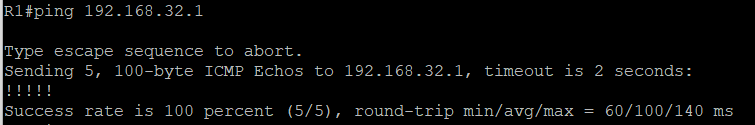 R1#ping 192.168.32.1
Type escape sequence to abort.
Sending 5, 100-byte ICMP Echos to 192.168.32.1, timeout is 2 seconds:
!!!!!
Success rate is 100 percent (5/5), round-trip min/avg/max = 60/100/140 ms